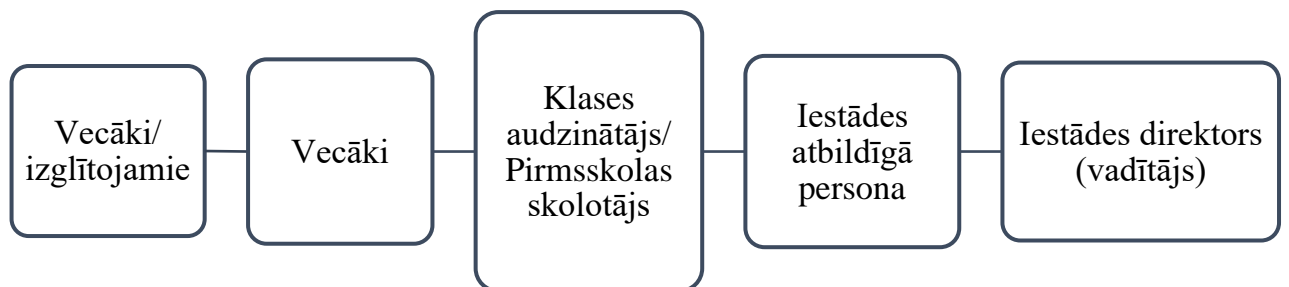 Vecāki/
izglītojamie
Vecāki
Klases
audzinātājs/
Pirmsskolas
skolotājs
Iestādes
atbildīgā
persona
Iestādes direktors
(vadītājs)